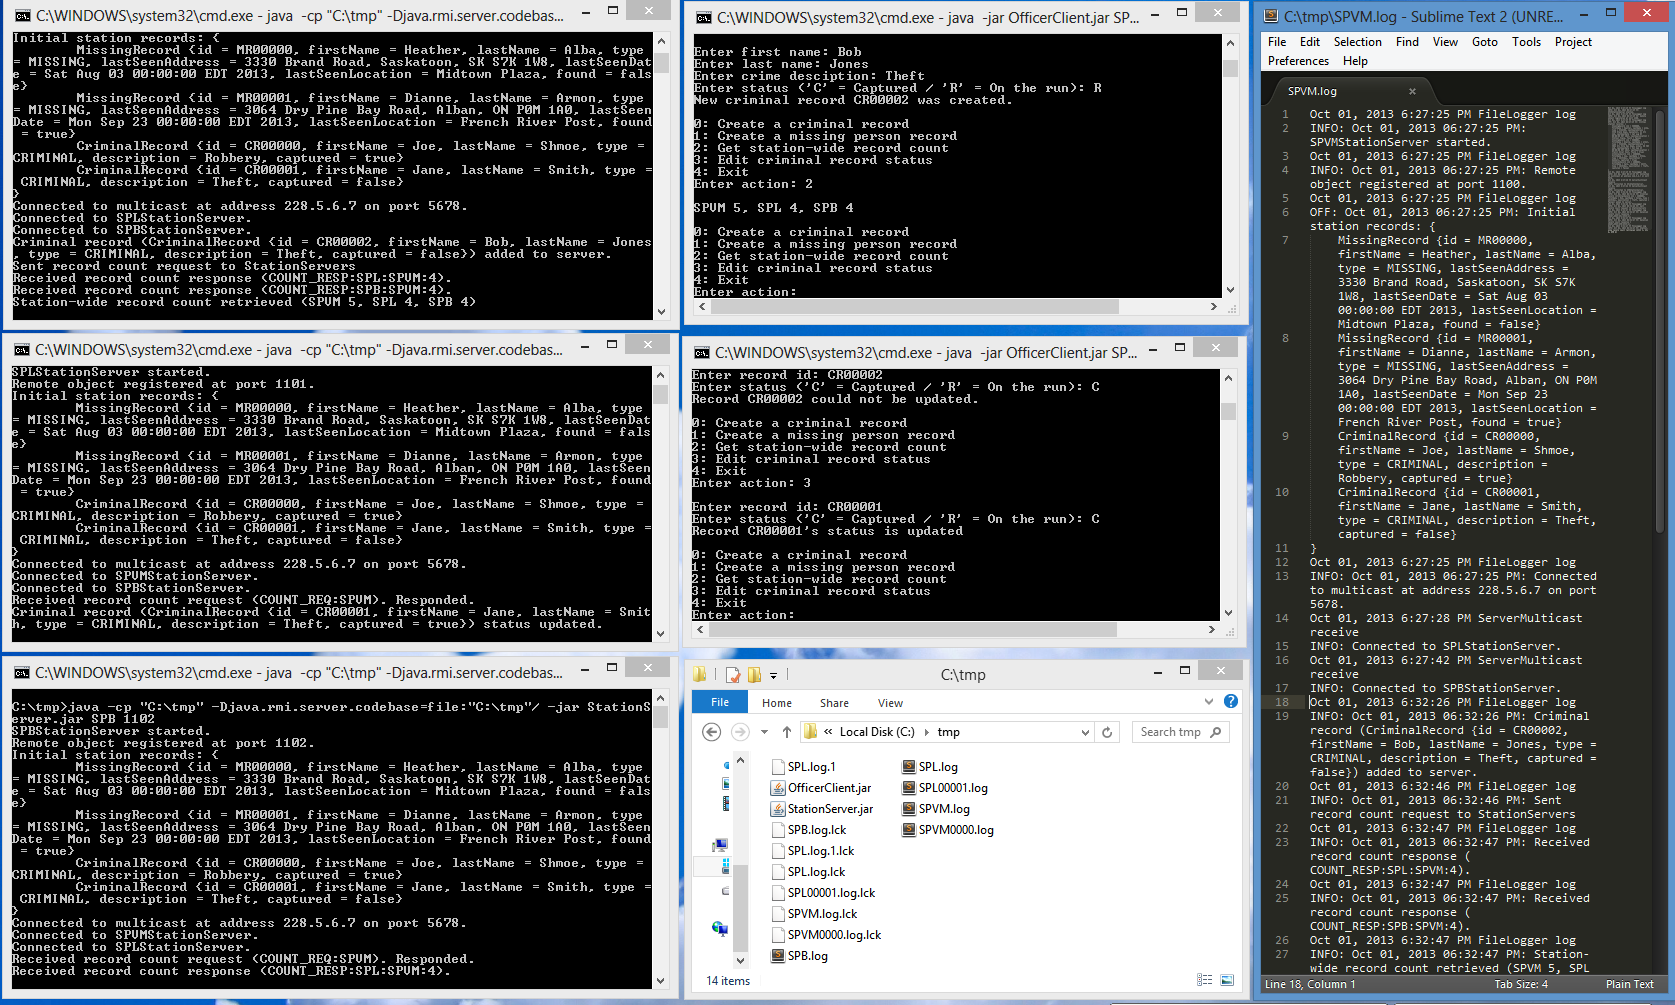 C:\WINDOWS\system32\cmd.exe - java  -cp "C:\tmp" -Djava.rmi.server.codebas...
Initial station records: {
        MissingRecord {id = MR00000, firstName = Heather, lastName = Alba, type
= MISSING, lastSeenAddress = 3330 Brand Road, Saskatoon, SK S7K 1W8, lastSeenDat
e = Sat Aug 03 00:00:00 EDT 2013, lastSeenLocation = Midtown Plaza, found = fals
e}
        MissingRecord {id = MR00001, firstName = Dianne, lastName = Armon, type
= MISSING, lastSeenAddress = 3064 Dry Pine Bay Road, Alban, ON P0M 1A0, lastSeen
Date = Mon Sep 23 00:00:00 EDT 2013, lastSeenLocation = French River Post, found
 = true}
        CriminalRecord {id = CR00000, firstName = Joe, lastName = Shmoe, type =
CRIMINAL, description = Robbery, captured = true}
        CriminalRecord {id = CR00001, firstName = Jane, lastName = Smith, type =
 CRIMINAL, description = Theft, captured = false}
}
Connected to multicast at address 228.5.6.7 on port 5678.
Connected to SPLStationServer.
Connected to SPBStationServer.
Criminal record (CriminalRecord {id = CR00002, firstName = Bob, lastName = Jones
, type = CRIMINAL, description = Theft, captured = false}) added to server.
Sent record count request to StationServers
Received record count response (COUNT_RESP:SPL:SPVM:4).
Received record count response (COUNT_RESP:SPB:SPVM:4).
Station-wide record count retrieved (SPVM 5, SPL 4, SPB 4)
C:\WINDOWS\system32\cmd.exe - java  -cp "C:\tmp" -Djava.rmi.server.codebas...
SPLStationServer started.
Remote object registered at port 1101.
Initial station records: {
        MissingRecord {id = MR00000, firstName = Heather, lastName = Alba, type
= MISSING, lastSeenAddress = 3330 Brand Road, Saskatoon, SK S7K 1W8, lastSeenDat
e = Sat Aug 03 00:00:00 EDT 2013, lastSeenLocation = Midtown Plaza, found = fals
e}
        MissingRecord {id = MR00001, firstName = Dianne, lastName = Armon, type
= MISSING, lastSeenAddress = 3064 Dry Pine Bay Road, Alban, ON P0M 1A0, lastSeen
Date = Mon Sep 23 00:00:00 EDT 2013, lastSeenLocation = French River Post, found
 = true}
        CriminalRecord {id = CR00000, firstName = Joe, lastName = Shmoe, type =
CRIMINAL, description = Robbery, captured = true}
        CriminalRecord {id = CR00001, firstName = Jane, lastName = Smith, type =
 CRIMINAL, description = Theft, captured = false}
}
Connected to multicast at address 228.5.6.7 on port 5678.
Connected to SPVMStationServer.
Connected to SPBStationServer.
Received record count request (COUNT_REQ:SPVM). Responded.
Criminal record (CriminalRecord {id = CR00001, firstName = Jane, lastName = Smit
h, type = CRIMINAL, description = Theft, captured = true}) status updated.
C:\WINDOWS\system32\cmd.exe - java  -cp "C:\tmp" -Djava.rmi.server.codebas...
C:\tmp>java -cp "C:\tmp" -Djava.rmi.server.codebase=file:"C:\tmp"/ -jar StationS
erver.jar SPB 1102
SPBStationServer started.
Remote object registered at port 1102.
Initial station records: {
        MissingRecord {id = MR00000, firstName = Heather, lastName = Alba, type
= MISSING, lastSeenAddress = 3330 Brand Road, Saskatoon, SK S7K 1W8, lastSeenDat
e = Sat Aug 03 00:00:00 EDT 2013, lastSeenLocation = Midtown Plaza, found = fals
e}
        MissingRecord {id = MR00001, firstName = Dianne, lastName = Armon, type
= MISSING, lastSeenAddress = 3064 Dry Pine Bay Road, Alban, ON P0M 1A0, lastSeen
Date = Mon Sep 23 00:00:00 EDT 2013, lastSeenLocation = French River Post, found
 = true}
        CriminalRecord {id = CR00000, firstName = Joe, lastName = Shmoe, type =
CRIMINAL, description = Robbery, captured = true}
        CriminalRecord {id = CR00001, firstName = Jane, lastName = Smith, type =
 CRIMINAL, description = Theft, captured = false}
}
Connected to multicast at address 228.5.6.7 on port 5678.
Connected to SPVMStationServer.
Connected to SPLStationServer.
Received record count request (COUNT_REQ:SPVM). Responded.
Received record count response (COUNT_RESP:SPL:SPVM:4).
C:\WINDOWS\system32\cmd.exe - java  -jar OfficerClient.jar SP...
Enter first name: Bob
Enter last name: Jones
Enter crime desciption: Theft
Enter status ('C' = Captured / 'R' = On the run): R
New criminal record CR00002 was created.
0: Create a criminal record
1: Create a missing person record
2: Get station-wide record count
3: Edit criminal record status
4: Exit
Enter action: 2
SPVM 5, SPL 4, SPB 4
0: Create a criminal record
1: Create a missing person record
2: Get station-wide record count
3: Edit criminal record status
4: Exit
Enter action:
C:\WINDOWS\system32\cmd.exe - java  -jar OfficerClient.jar SP...
Enter record id: CR00002
Enter status ('C' = Captured / 'R' = On the run): C
Record CR00002 could not be updated.
0: Create a criminal record
1: Create a missing person record
2: Get station-wide record count
3: Edit criminal record status
4: Exit
Enter action: 3
Enter record id: CR00001
Enter status ('C' = Captured / 'R' = On the run): C
Record CR00001's status is updated
0: Create a criminal record
1: Create a missing person record
2: Get station-wide record count
3: Edit criminal record status
4: Exit
Enter action:
C:\tmp
File Home Share View
« Local Disk (C:) tmp Search tmp
SPL.log.1
OfficerClient.jar
StationServer.jar
SPB.log.lck
SPL.log.1.lck
SPL.log.lck
SPL00001.log.lck
SPVM.log.lck
SPVM0000.log.lck
SPB.log
SPL.log
SPL00001.log
SPVM.log
SPVM0000.log
14 items
C:\tmp\SPVM.log - Sublime Text 2 (UNRE...
File Edit Selection Find View Goto Tools Project
Preferences Help
SPVM.log
1 Oct 01, 2013 6:27:25 PM FileLogger log
2 INFO: Oct 01, 2013 06:27:25 PM:
SPVMStationServer started.
3 Oct 01, 2013 6:27:25 PM FileLogger log
4 INFO: Oct 01, 2013 06:27:25 PM: Remote
object registered at port 1100.
5 Oct 01, 2013 6:27:25 PM FileLogger log
6 OFF: Oct 01, 2013 06:27:25 PM: Initial
station records: {
7 MissingRecord {id = MR00000,
firstName = Heather, lastName = Alba,
type = MISSING, lastSeenAddress =
3330 Brand Road, Saskatoon, SK S7K
1W8, lastSeenDate = Sat Aug 03
00:00:00 EDT 2013, lastSeenLocation =
Midtown Plaza, found = false}
8 MissingRecord {id = MR00001,
firstName = Dianne, lastName = Armon,
type = MISSING, lastSeenAddress =
3064 Dry Pine Bay Road, Alban, ON P0M
1A0, lastSeenDate = Mon Sep 23
00:00:00 EDT 2013, lastSeenLocation =
French River Post, found = true}
9 CriminalRecord {id = CR00000,
firstName = Joe, lastName = Shmoe,
type = CRIMINAL, description =
Robbery, captured = true}
10 CriminalRecord {id = CR00001,
firstName = Jane, lastName = Smith,
type = CRIMINAL, description = Theft,
captured = false}
11 }
12 Oct 01, 2013 6:27:25 PM FileLogger log
13 INFO: Oct 01, 2013 06:27:25 PM: Connected
to multicast at address 228.5.6.7 on port
5678.
14 Oct 01, 2013 6:27:28 PM ServerMulticast
receive
15 INFO: Connected to SPLStationServer.
16 Oct 01, 2013 6:27:42 PM ServerMulticast
receive
17 INFO: Connected to SPBStationServer.
18 Oct 01, 2013 6:32:26 PM FileLogger log
19 INFO: Oct 01, 2013 06:32:26 PM: Criminal
record (CriminalRecord {id = CR00002,
firstName = Bob, lastName = Jones, type =
CRIMINAL, description = Theft, captured =
false}) added to server.
20 Oct 01, 2013 6:32:46 PM FileLogger log
21 INFO: Oct 01, 2013 06:32:46 PM: Sent
record count request to StationServers
22 Oct 01, 2013 6:32:47 PM FileLogger log
23 INFO: Oct 01, 2013 06:32:47 PM: Received
record count response (
COUNT_RESP:SPL:SPVM:4).
24 Oct 01, 2013 6:32:47 PM FileLogger log
25 INFO: Oct 01, 2013 06:32:47 PM: Received
record count response (
COUNT_RESP:SPB:SPVM:4).
26 Oct 01, 2013 6:32:47 PM FileLogger log
27 INFO: Oct 01, 2013 06:32:47 PM: Station-
wide record count retrieved (SPVM 5, SPL
Line 18, Column 1 Tab Size: 4 Plain Text